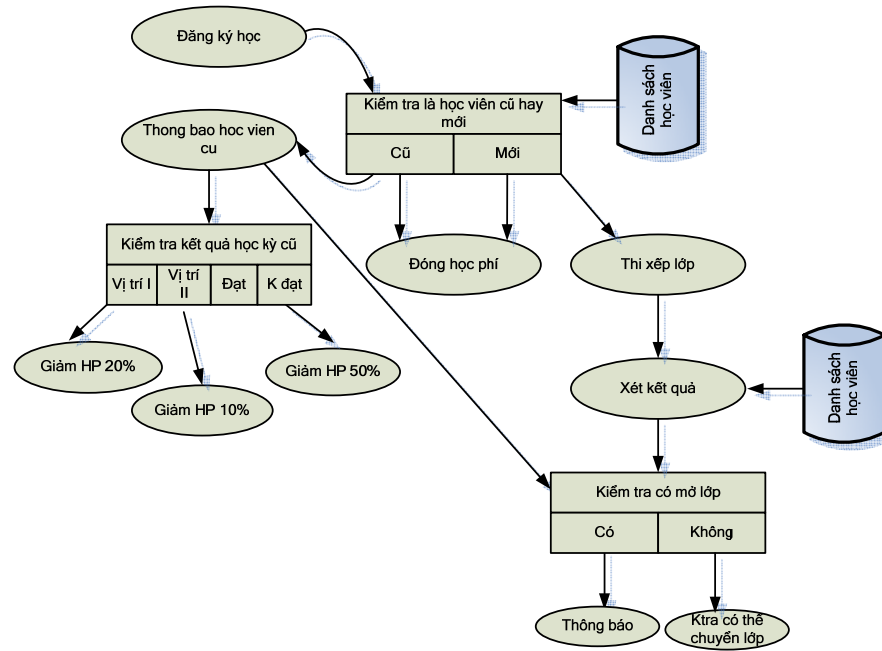 Đăng ký học
Danh sách
học viên
Kiểm tra là học viên cũ hay
mới
Cũ
Mới
Thong bao hoc vien
cu
Kiểm tra kết quả học kỳ cũ
Vị trí I
Vị trí
II
Đạt
K đạt
Đóng học phí
Thi xếp lớp
Giảm HP 20%
Giảm HP 10%
Giảm HP 50%
Xét kết quả
Danh sách
học viên
Kiểm tra có mở lớp
Có
Không
Thông báo
Ktra có thể
chuyển lớp